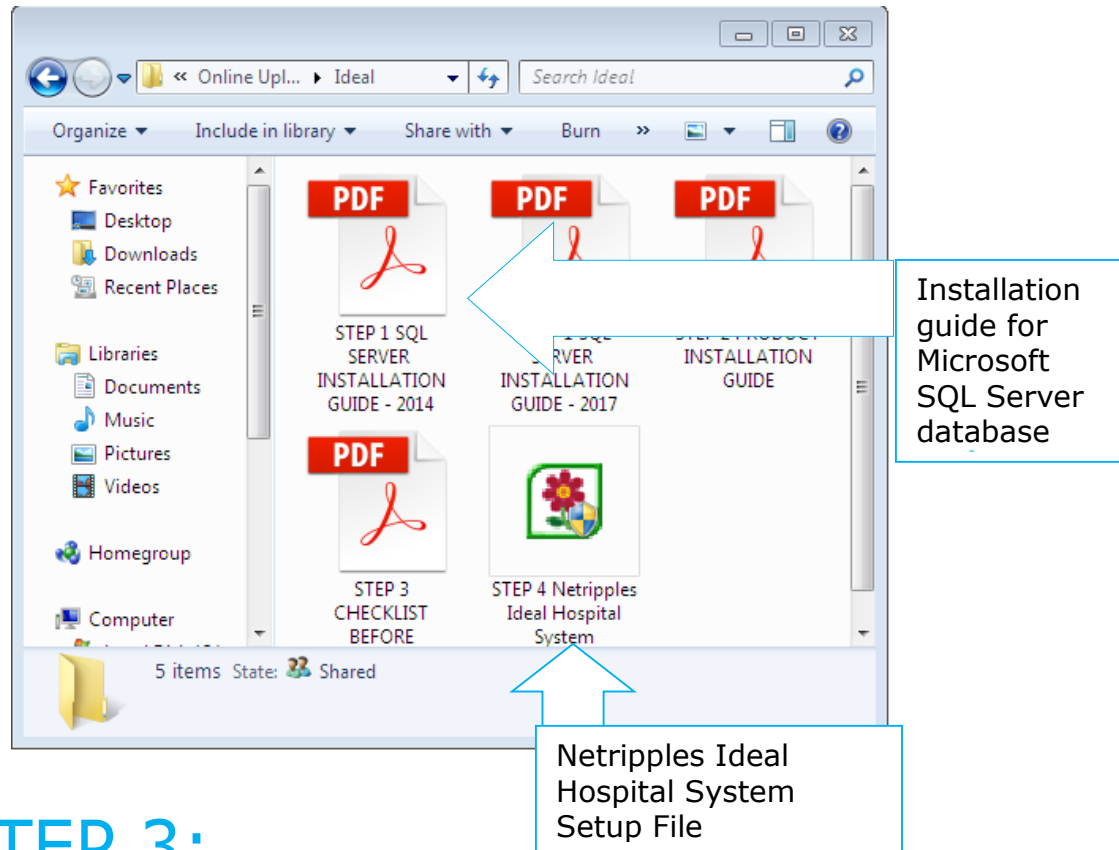 « Online Upl... ▸ Ideal
Search Ideal
Organize ▼ Include in library ▼ Share with ▼ Burn »
Favorites
Desktop
Downloads
Recent Places
Libraries
Documents
Music
Pictures
Videos
Homegroup
Computer
PDF
STEP 1 SQL
SERVER
INSTALLATION
GUIDE - 2014
PDF
SQL
INSTALLATION
GUIDE - 2017
PDF
INSTALLATION
GUIDE
PDF
STEP 3
CHECKLIST
BEFORE
STEP 4 Netripples
Ideal Hospital
System
5 items State: Shared
Installation
guide for
Microsoft
SQL Server
database
Netripples Ideal
Hospital System
Setup File
TEP 3: